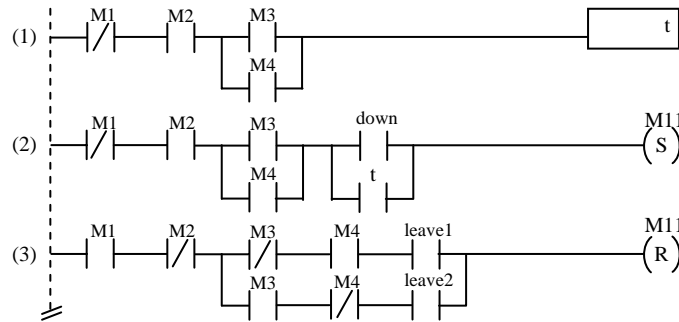 M1 M2 M3
(1) t
M4
M11
M1 M2 M3 down
(2) S
M4 t
M11
M1 M2 M3 M4 leave1
(3) R
M3 M4 leave2